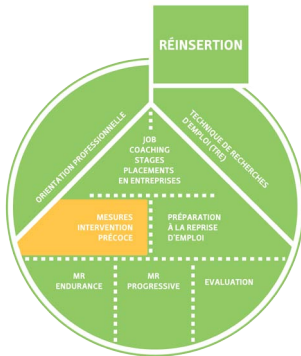 RÉINSERTION
ORIENTATION PROFESSIONNELLE
TECHNIQUE DE RECHERCHES
D'EMPLOI (TRE)
JOB
COACHING
STAGES
PLACEMENTS
EN ENTREPRISES
MESURES
INTERVENTION
PRÉCOCE
PRÉPARATION
À LA REPRISE
D'EMPLOI
MR
ENDURANCE
MR
PROGRESSIVE
EVALUATION